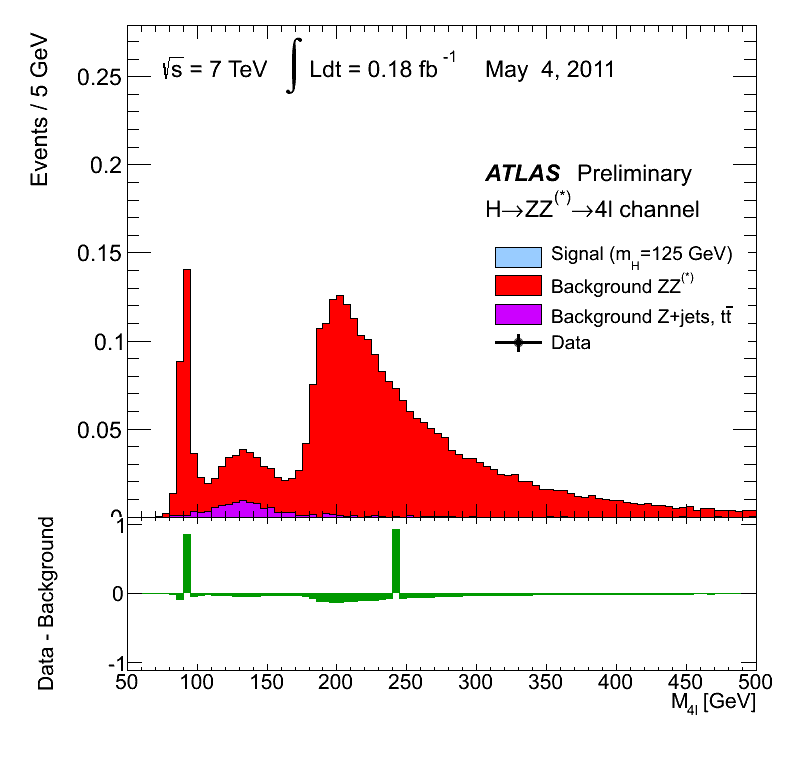 √s = 7 TeV ∫ Ldt = 0.18 fb⁻¹ May 4, 2011
Events / 5 GeV
0.25
0.2
0.15
0.1
0.05
0
ATLAS Preliminary
H→ZZ(*)→4l channel
Signal (mH=125 GeV)
Background ZZ(*)
Background Z+jets, tt̄
Data
Data - Background
1
0
-1
50 100 150 200 250 300 350 400 450 500
M4l [GeV]